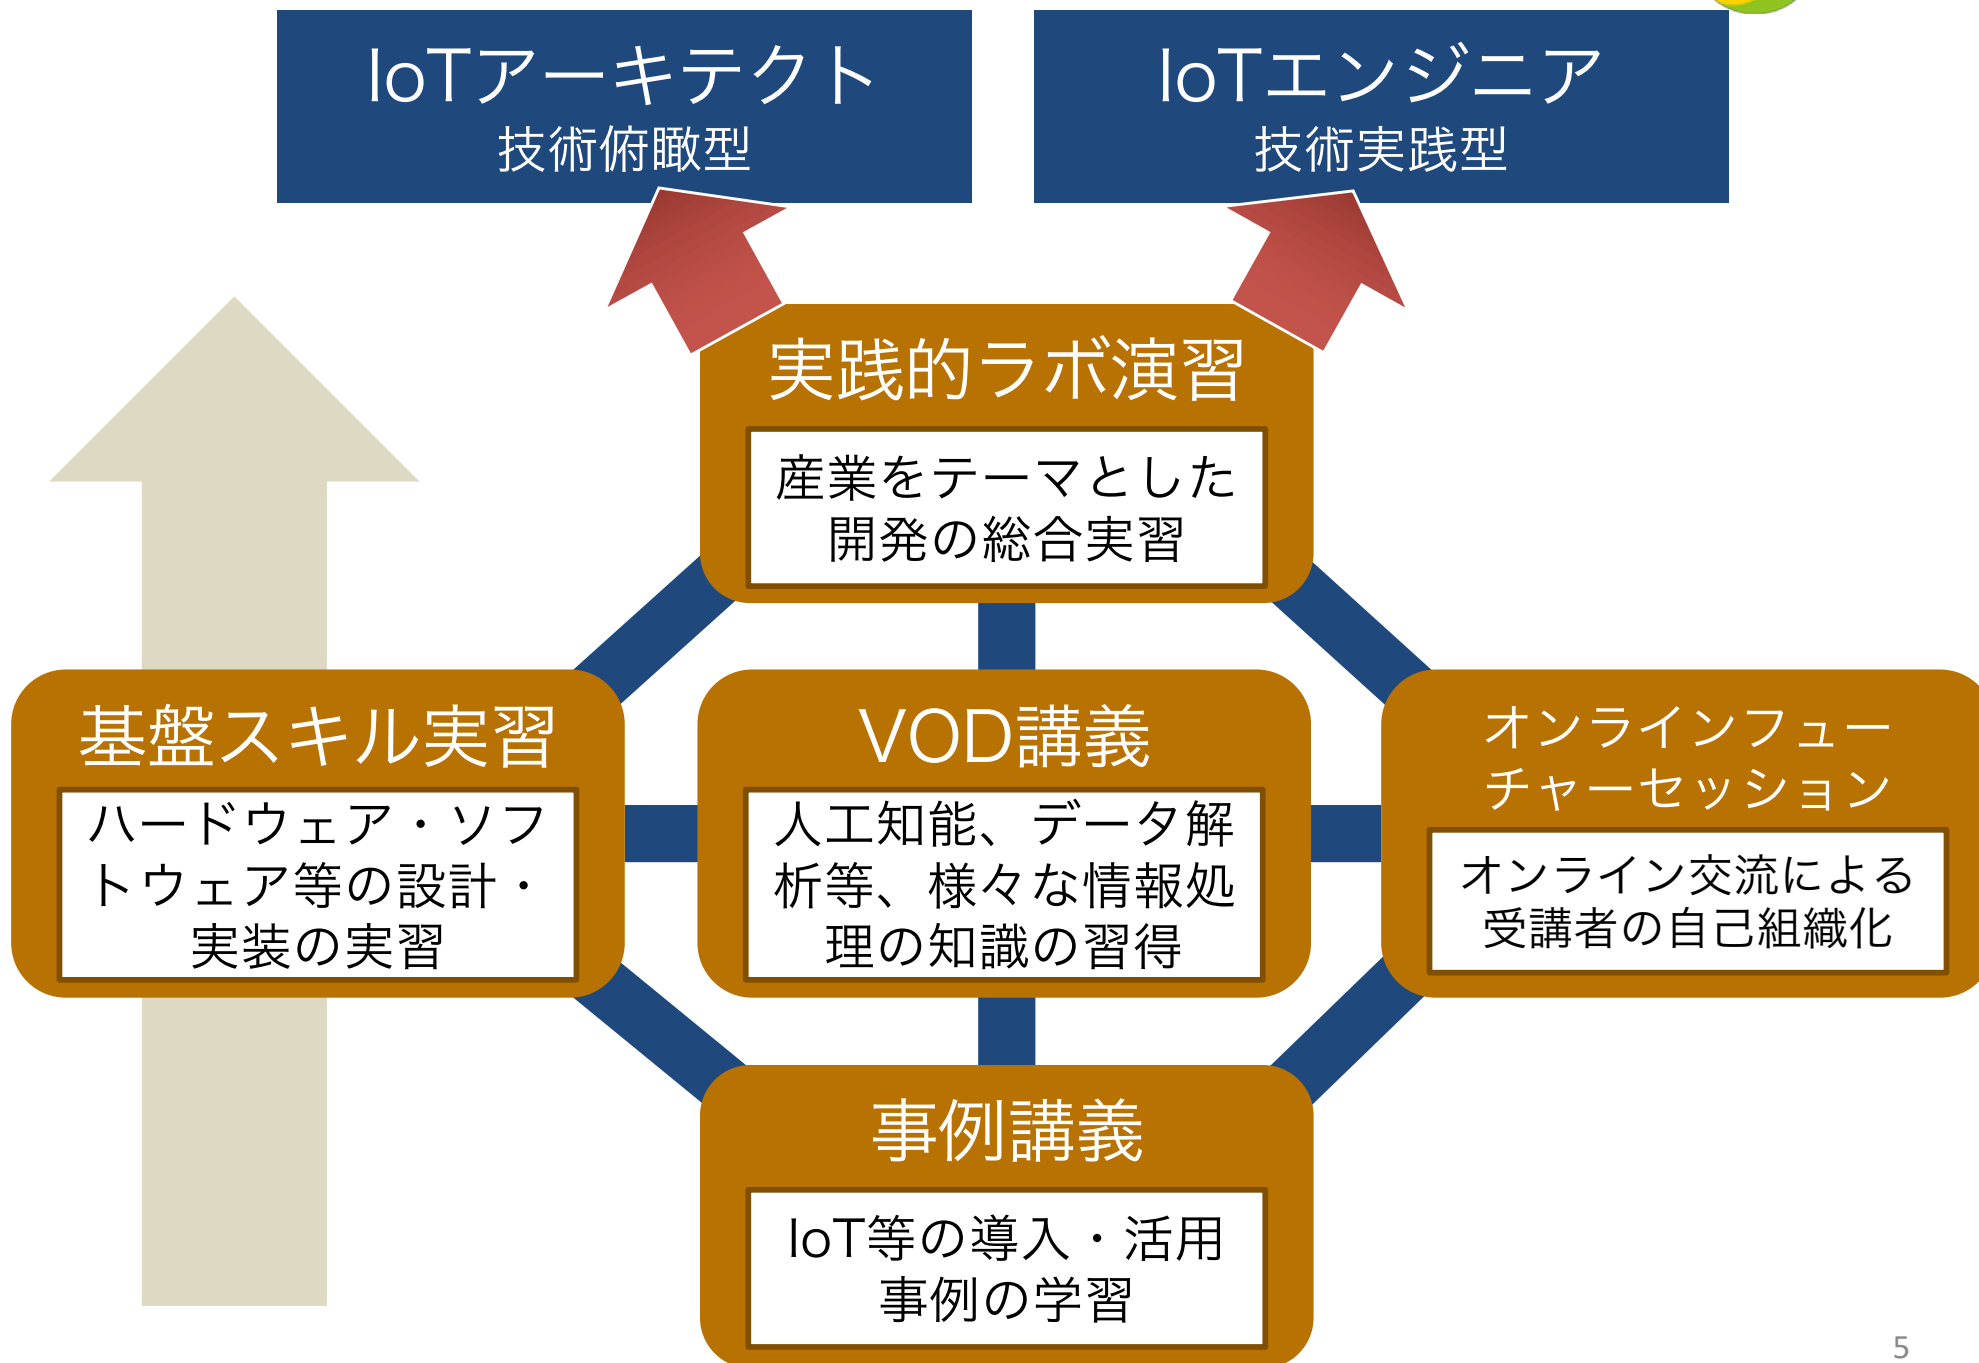 IoTアーキテクト
技術俯瞰型
IoTエンジニア
技術実践型
実践的ラボ演習
産業をテーマとした
開発の総合実習
基盤スキル実習
ハードウェア・ソフ
トウェア等の設計・
実装の実習
VOD講義
人工知能、データ解
析等、様々な情報処
理の知識の習得
オンラインフュー
チャーセッション
オンライン交流による
受講者の自己組織化
事例講義
IoT等の導入・活用
事例の学習
5